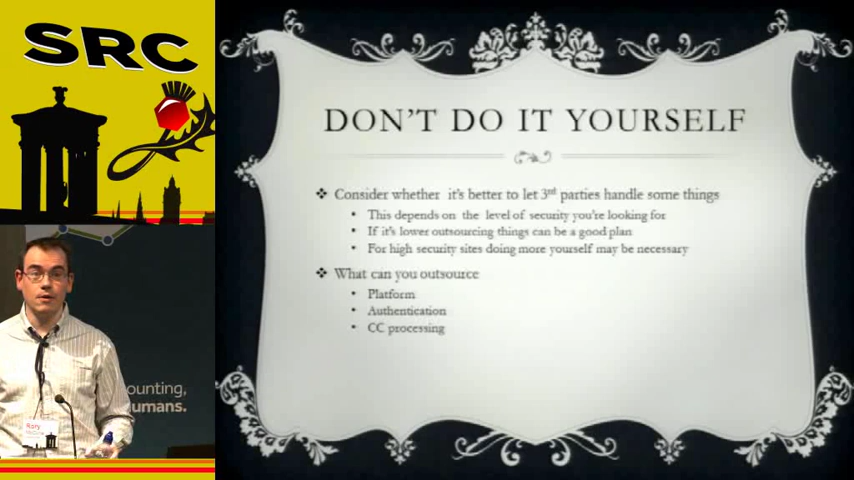 SRC
DON'T DO IT YOURSELF
Consider whether it's better to let 3rd parties handle some things
This depends on the level of security you're looking for
If it's lower outsourcing things can be a good plan
For high security sites doing more yourself may be necessary
What can you outsource
Platform
Authentication
CC processing
ounting,
umans.
Rory